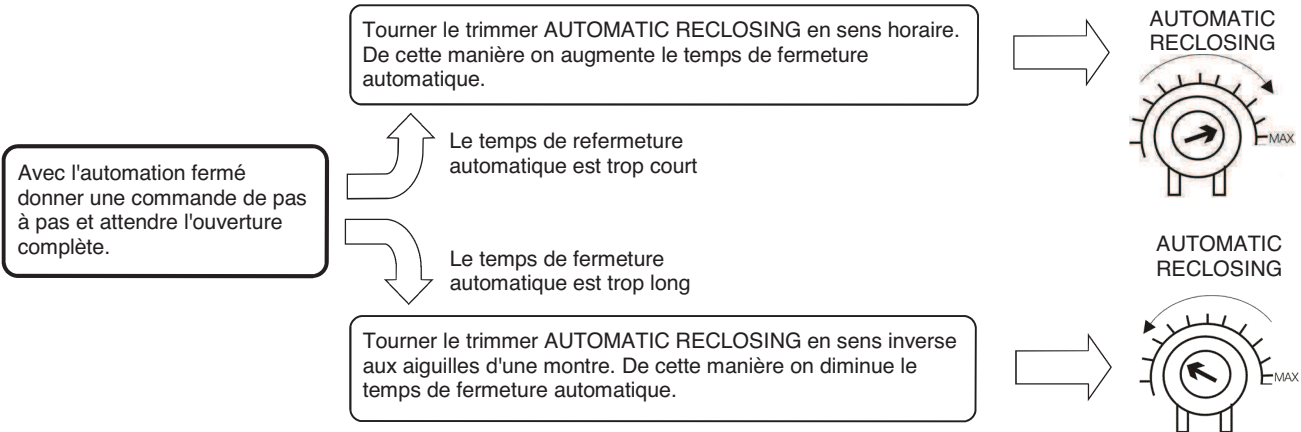 Tourner le trimmer AUTOMATIC RECLOSING en sens horaire.
De cette manière on augmente le temps de fermeture
automatique.
AUTOMATIC
RECLOSING
MAX
Le temps de refermeture
automatique est trop court
Avec l'automation fermé
donner une commande de pas
à pas et attendre l'ouverture
complète.
Le temps de fermeture
automatique est trop long
Tourner le trimmer AUTOMATIC RECLOSING en sens inverse
aux aiguilles d'une montre. De cette manière on diminue le
temps de fermeture automatique.
AUTOMATIC
RECLOSING
MAX